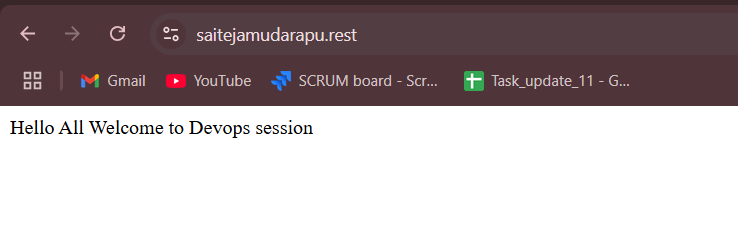 saitejamudarapu.rest
Gmail YouTube SCRUM board - Scr... Task_update_11 - G...
Hello All Welcome to Devops session